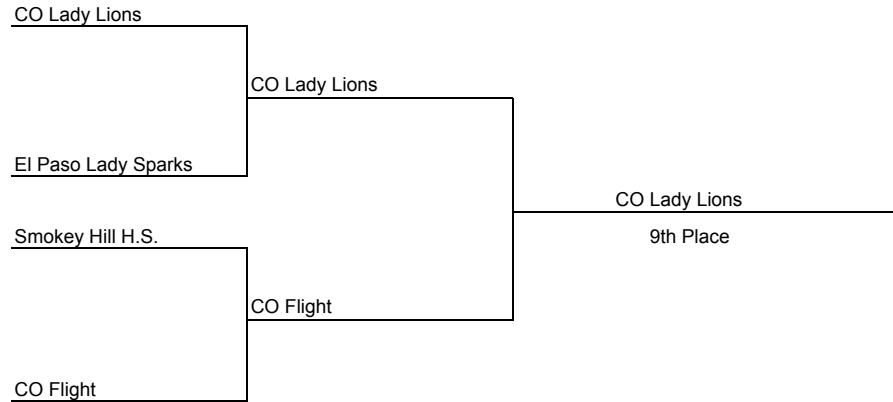 CO Lady Lions
CO Lady Lions
El Paso Lady Sparks
CO Lady Lions
Smokey Hill H.S.
9th Place
CO Flight
CO Flight